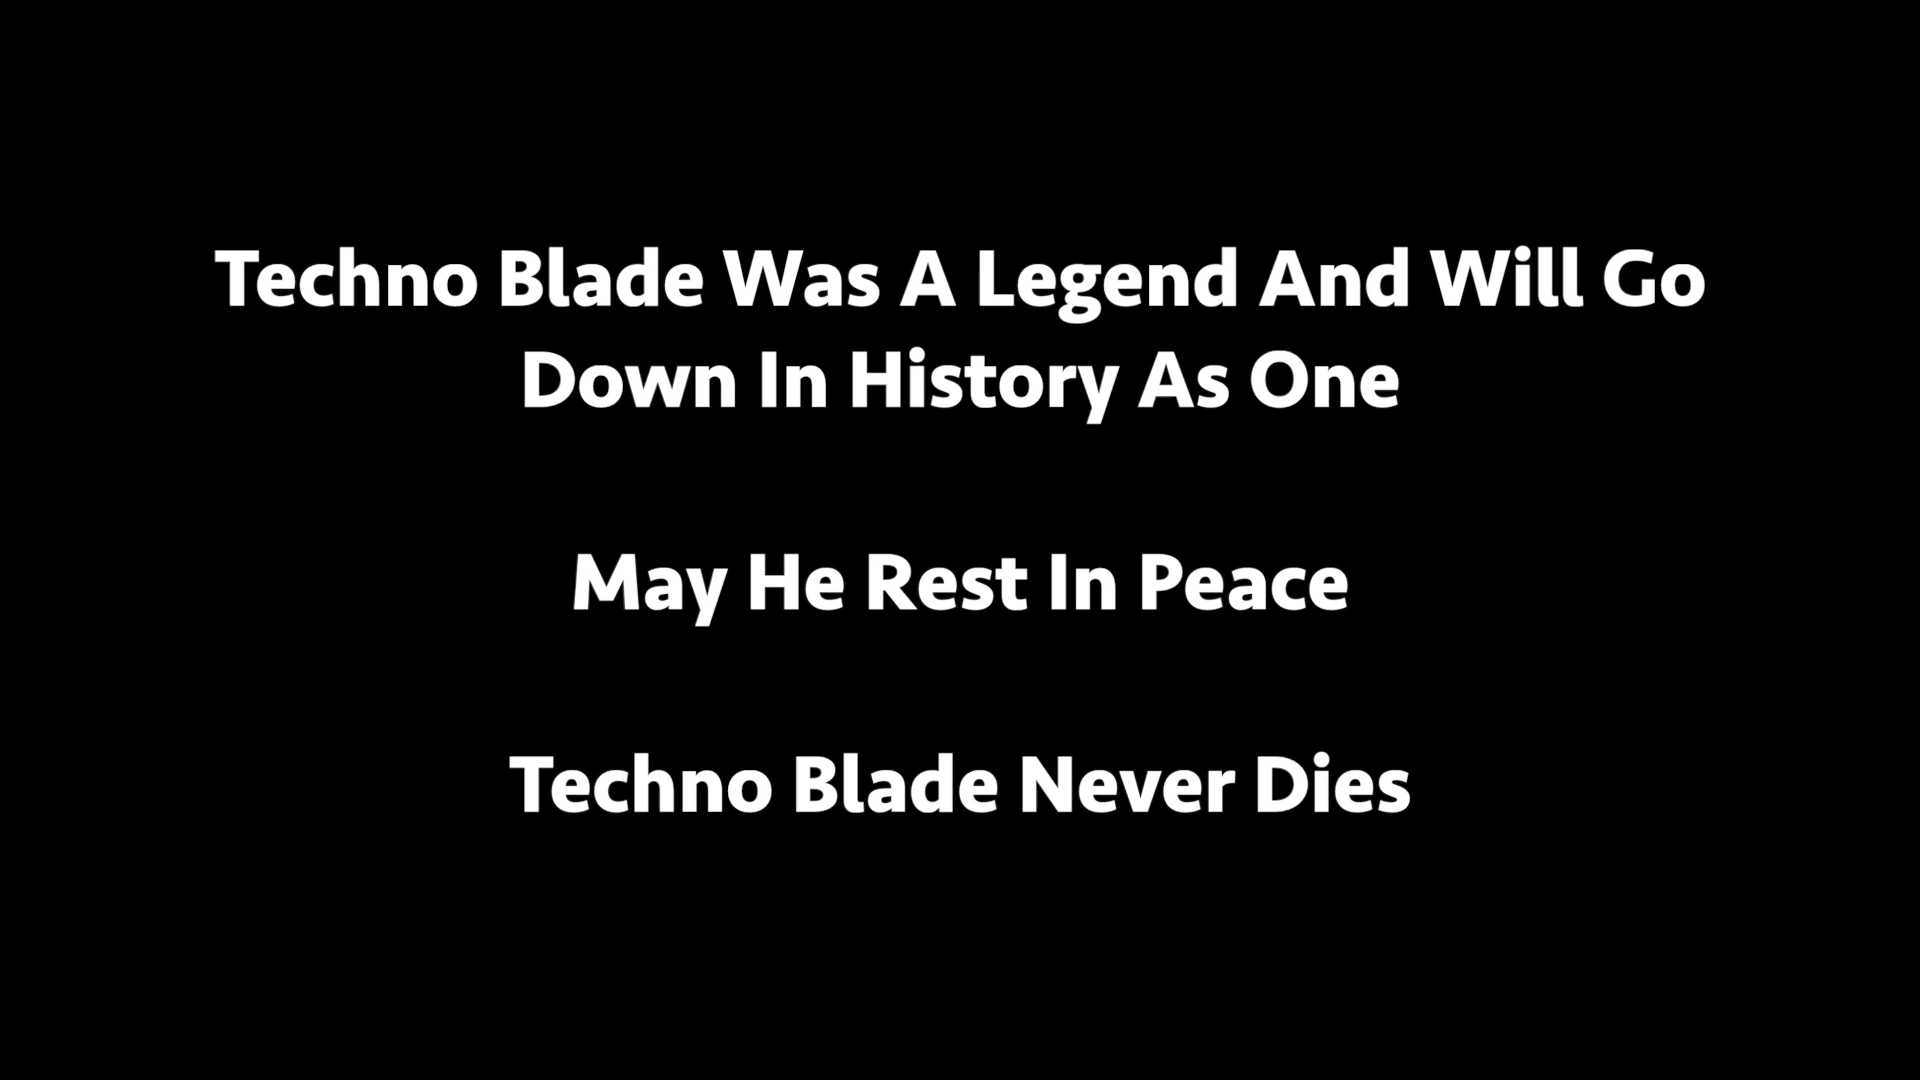 Techno Blade Was A Legend And Will Go
Down In History As One
May He Rest In Peace
Techno Blade Never Dies